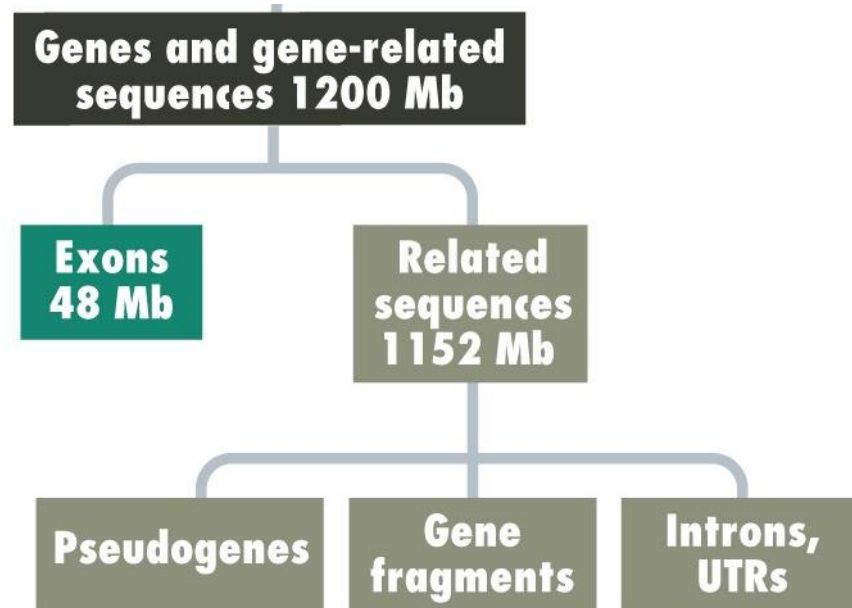 Genes and gene-related
sequences 1200 Mb
Exons
48 Mb
Related
sequences
1152 Mb
Pseudogenes
Gene
fragments
Introns,
UTRs